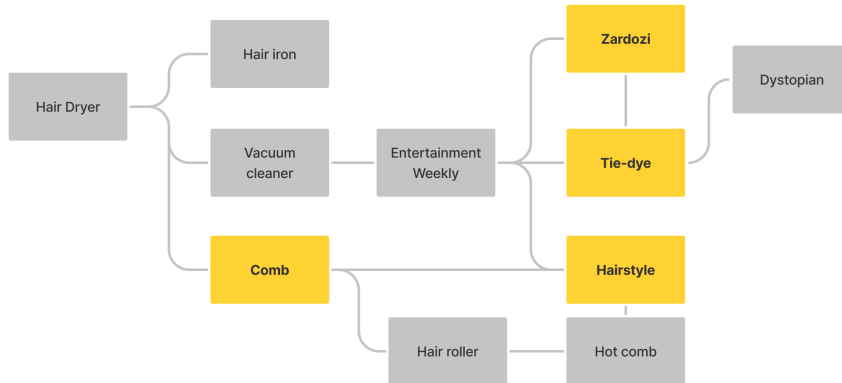 Zardozi
Hair iron
Dystopian
Hair Dryer
Vacuum
cleaner
Entertainment
Weekly
Tie-dye
Comb
Hairstyle
Hair roller
Hot comb